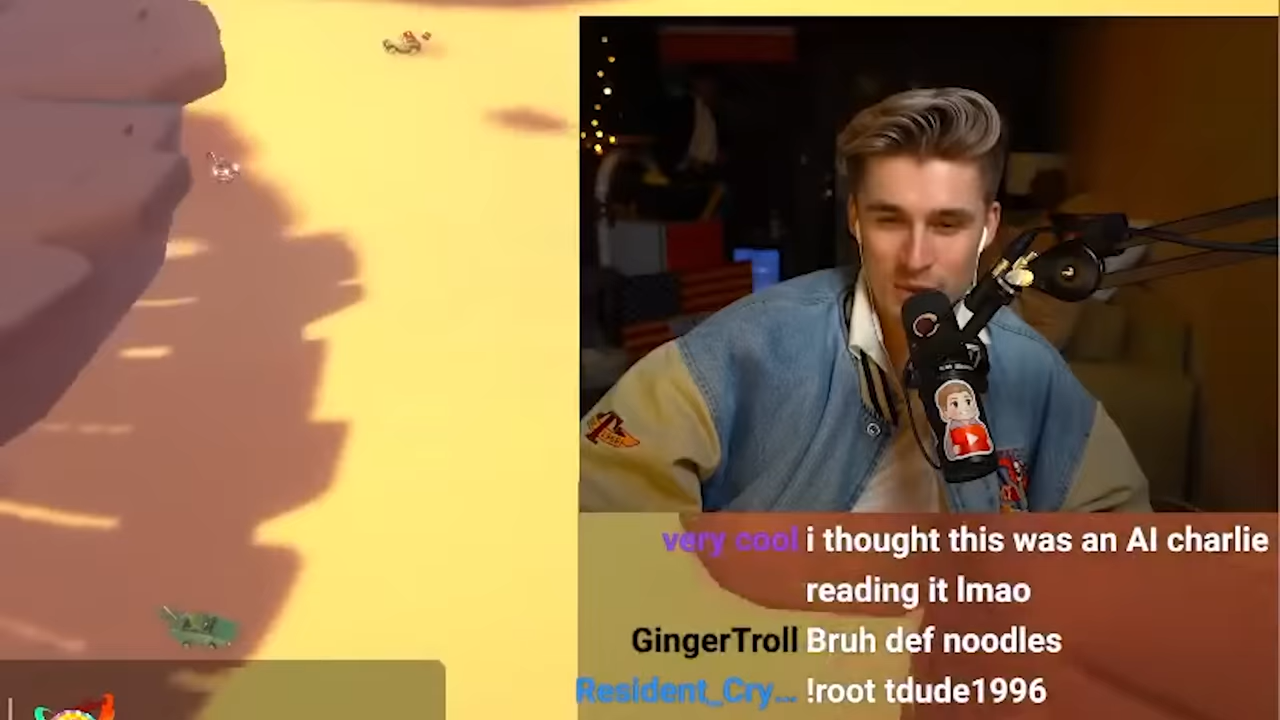 very cool i thought this was an AI charlie
reading it lmao
GingerTroll Bruh def noodles
Resident_Cry... !root tdude1996